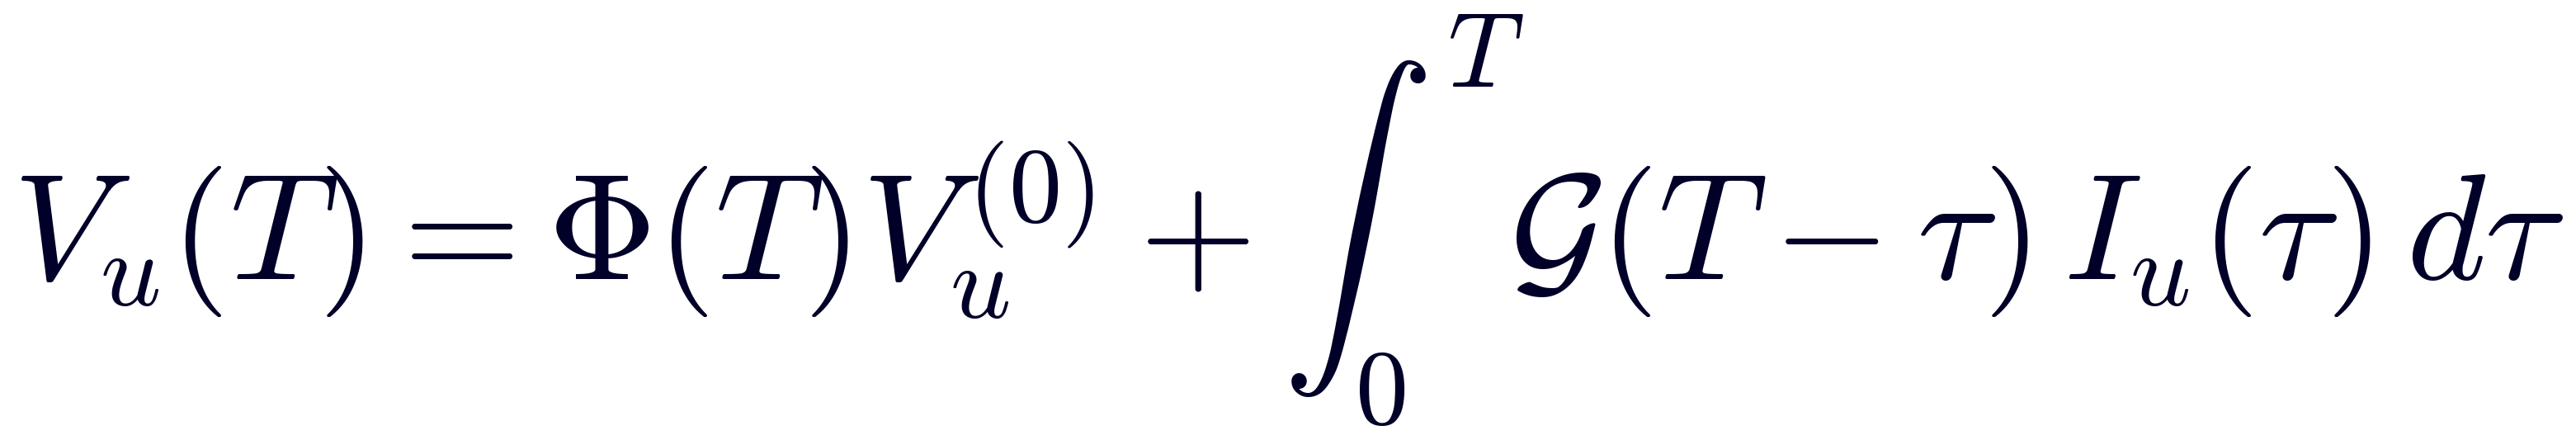 $V_u(T) = \Phi(T)V_u^{(0)} + \int_0^T \mathcal{G}(T-\tau)\, I_u(\tau)\, d\tau$